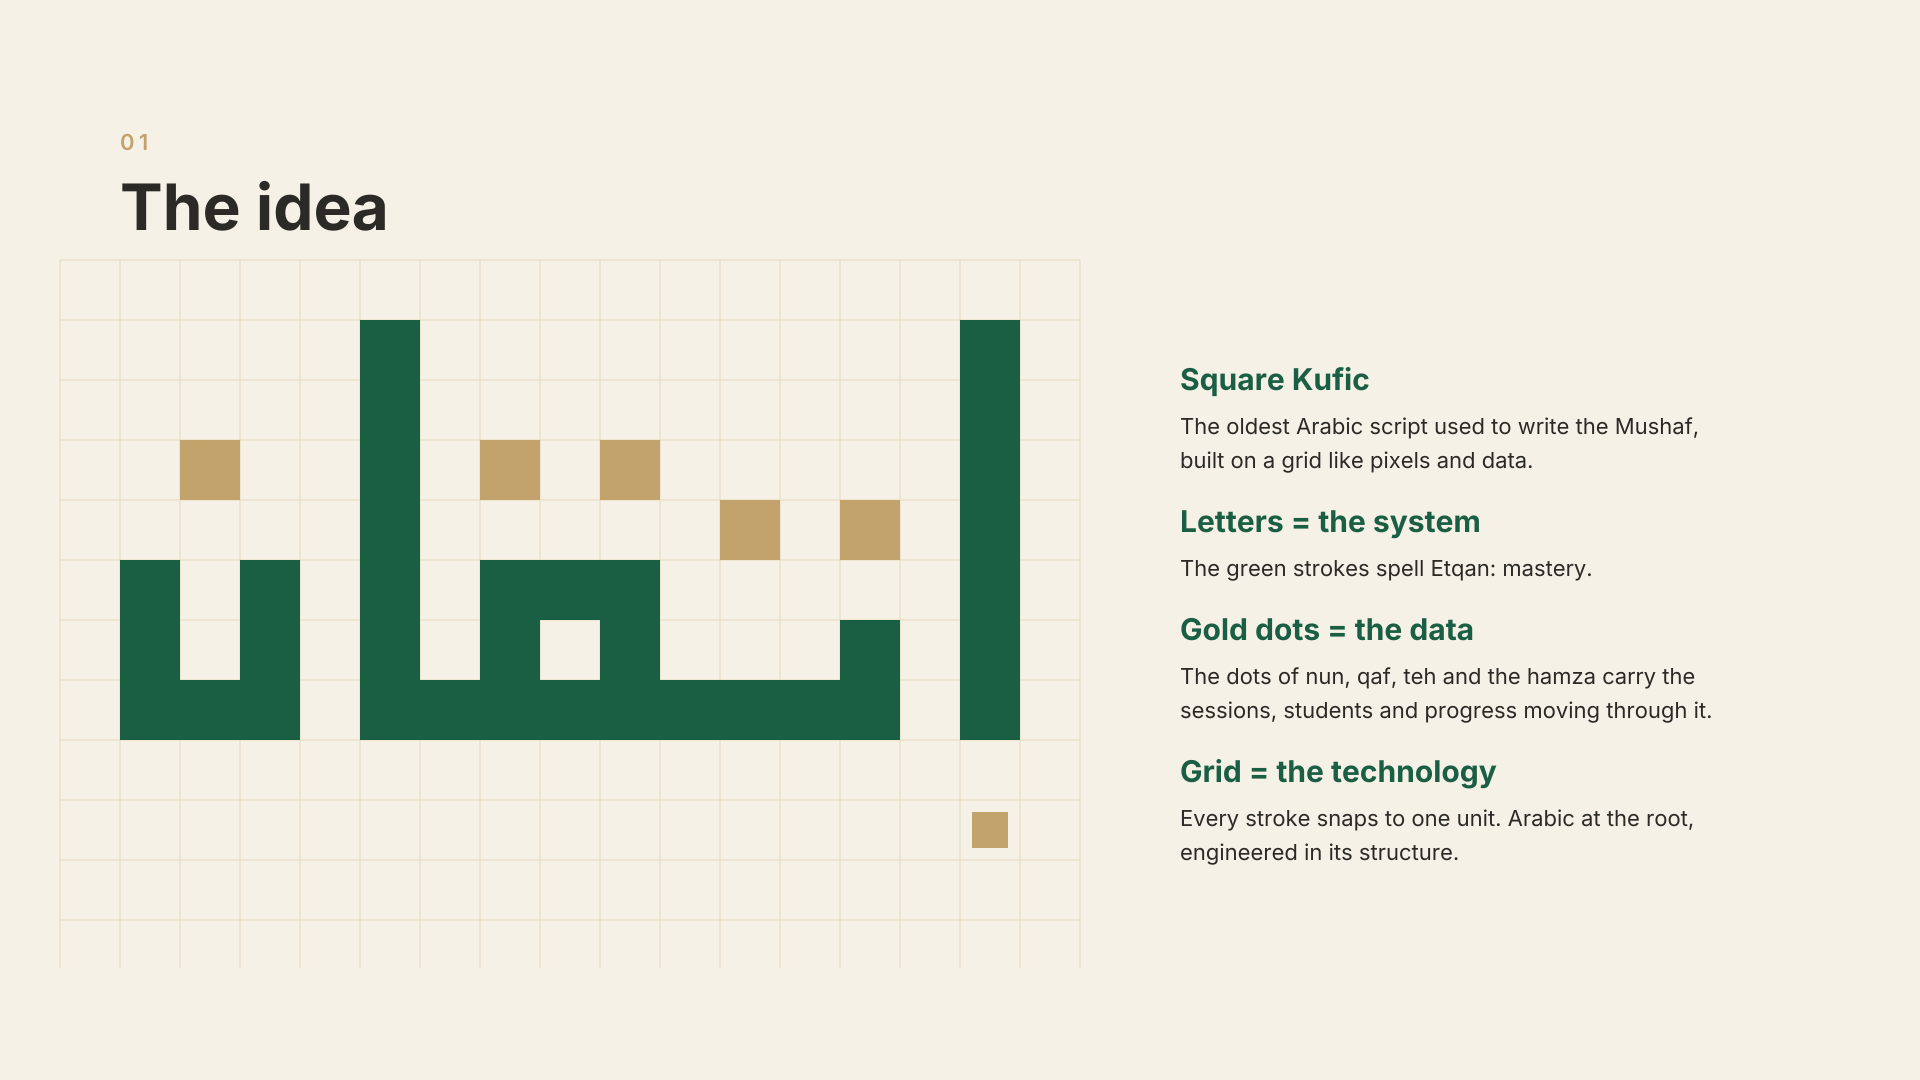 01
The idea
إتقان
Square Kufic
The oldest Arabic script used to write the Mushaf,
built on a grid like pixels and data.
Letters = the system
The green strokes spell Etqan: mastery.
Gold dots = the data
The dots of nun, qaf, teh and the hamza carry the
sessions, students and progress moving through it.
Grid = the technology
Every stroke snaps to one unit. Arabic at the root,
engineered in its structure.